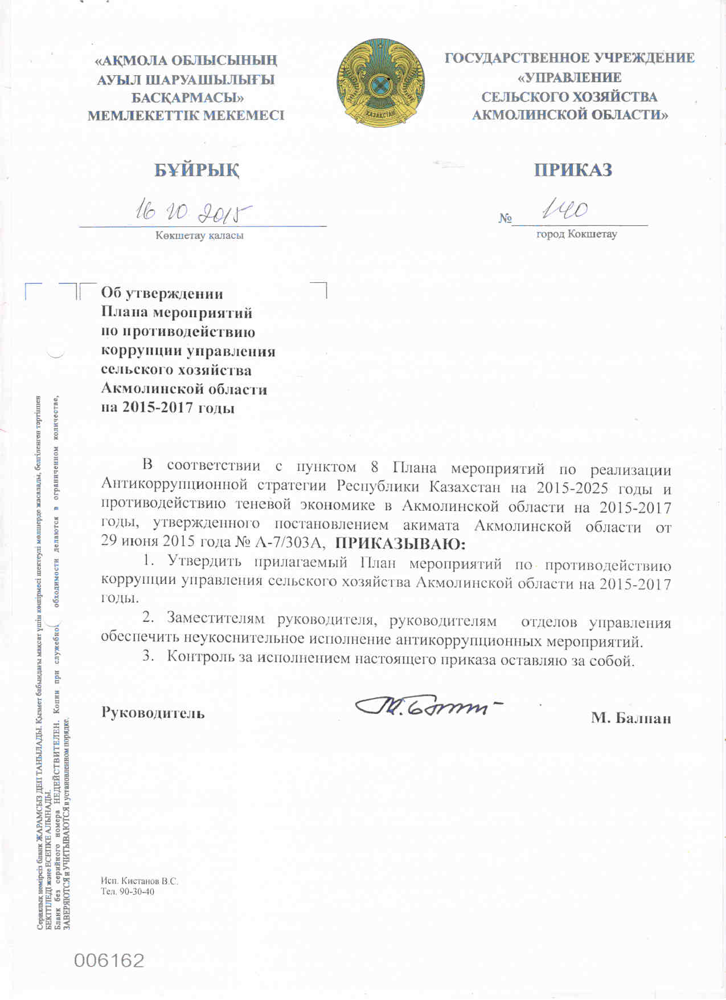 «АҚМОЛА ОБЛЫСЫНЫҢ
АУЫЛ ШАРУАШЫЛЫҒЫ
БАСҚАРМАСЫ»
МЕМЛЕКЕТТІК МЕКЕМЕСІ
ҚАЗАҚСТАН
ГОСУДАРСТВЕННОЕ УЧРЕЖДЕНИЕ
«УПРАВЛЕНИЕ
СЕЛЬСКОГО ХОЗЯЙСТВА
АКМОЛИНСКОЙ ОБЛАСТИ»
БҰЙРЫҚ
ПРИКАЗ
16 10 2015
№ 140
Көкшетау қаласы
город Кокшетау
Об утверждении
Плана мероприятий
по противодействию
коррупции управления
сельского хозяйства
Акмолинской области
на 2015-2017 годы
В соответствии с пунктом 8 Плана мероприятий по реализации
Антикоррупционной стратегии Республики Казахстан на 2015-2025 годы и
противодействию теневой экономике в Акмолинской области на 2015-2017
годы, утвержденного постановлением акимата Акмолинской области от
29 июня 2015 года № А-7/303А, ПРИКАЗЫВАЮ:
1. Утвердить прилагаемый План мероприятий по противодействию
коррупции управления сельского хозяйства Акмолинской области на 2015-2017
годы.
2. Заместителям руководителя, руководителям отделов управления
обеспечить неукоснительное исполнение антикоррупционных мероприятий.
3. Контроль за исполнением настоящего приказа оставляю за собой.
Руководитель
М. Балпан
Исп. Кистанов В.С.
Тел. 90-30-40
Сериялық нөмірсіз бланк ЖАРАМСЫЗ ДЕП ТАНЫЛАДЫ. Қызмет бабындағы мақсат үшін көшірмесі шектеулі мөлшерде жасалады, белгіленген тәртіппен
БЕКІТІЛЕДІ және ЕСЕПКЕ АЛЫНАДЫ.
Бланк без серийного номера НЕДЕЙСТВИТЕЛЕН. Копии при служебно обходимости делаются в ограниченном количестве,
ЗАВЕРЯЮТСЯ и УЧИТЫВАЮТСЯ в установленном порядке.
006162